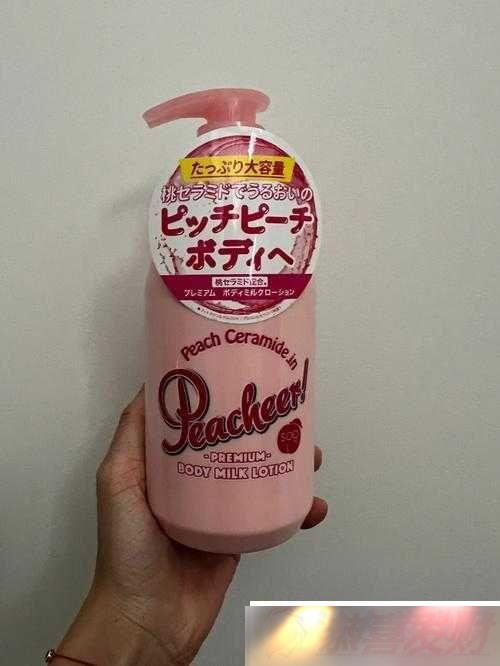 たっぷり大容量
桃セラミドでうるおいの
ピッチピーチ
ボディへ
桃セラミド配合※
プレミアム ボディミルクローション
Peach Ceramide in
Peacheer!
-PREMIUM-
BODY MILK LOTION